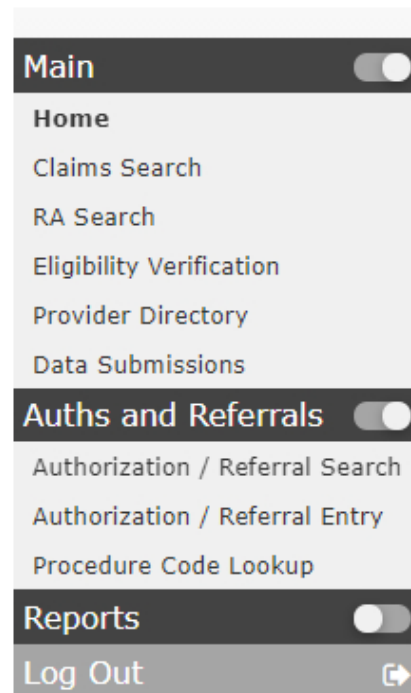 Main
Home
Claims Search
RA Search
Eligibility Verification
Provider Directory
Data Submissions
Auths and Referrals
Authorization / Referral Search
Authorization / Referral Entry
Procedure Code Lookup
Reports
Log Out